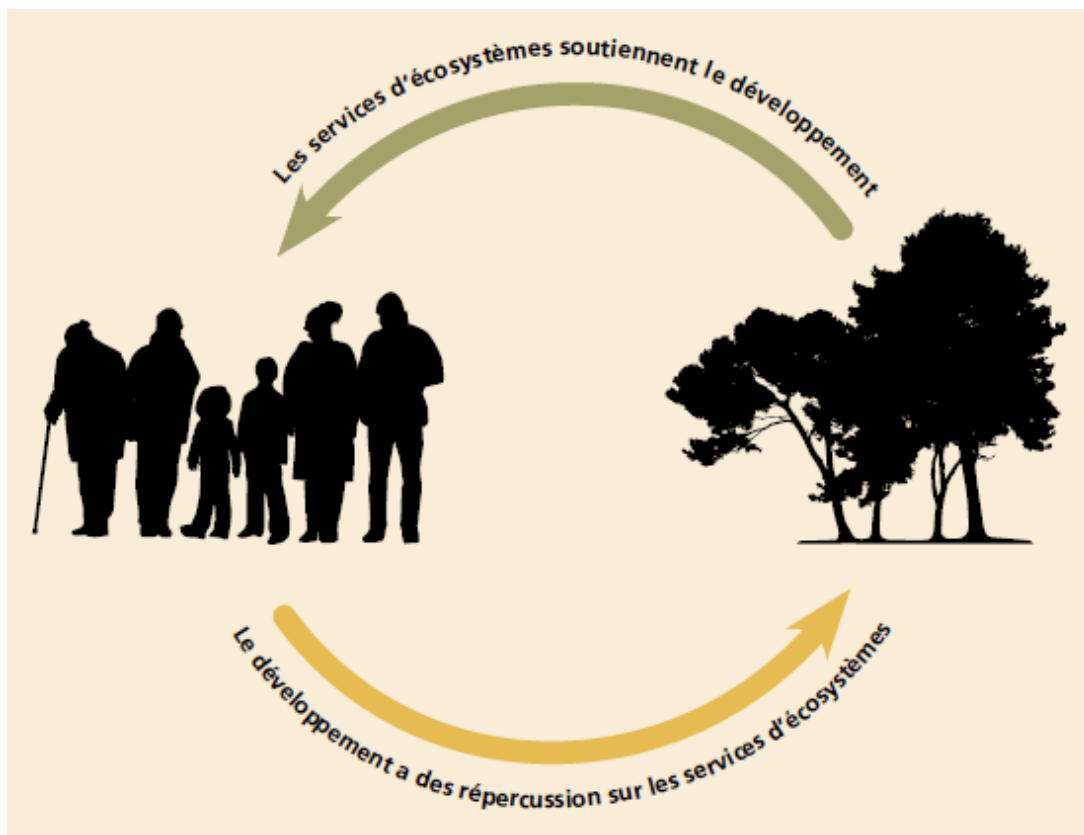 Les services d'écosystèmes soutiennent le développement
Le développement a des répercussion sur les services d'écosystèmes